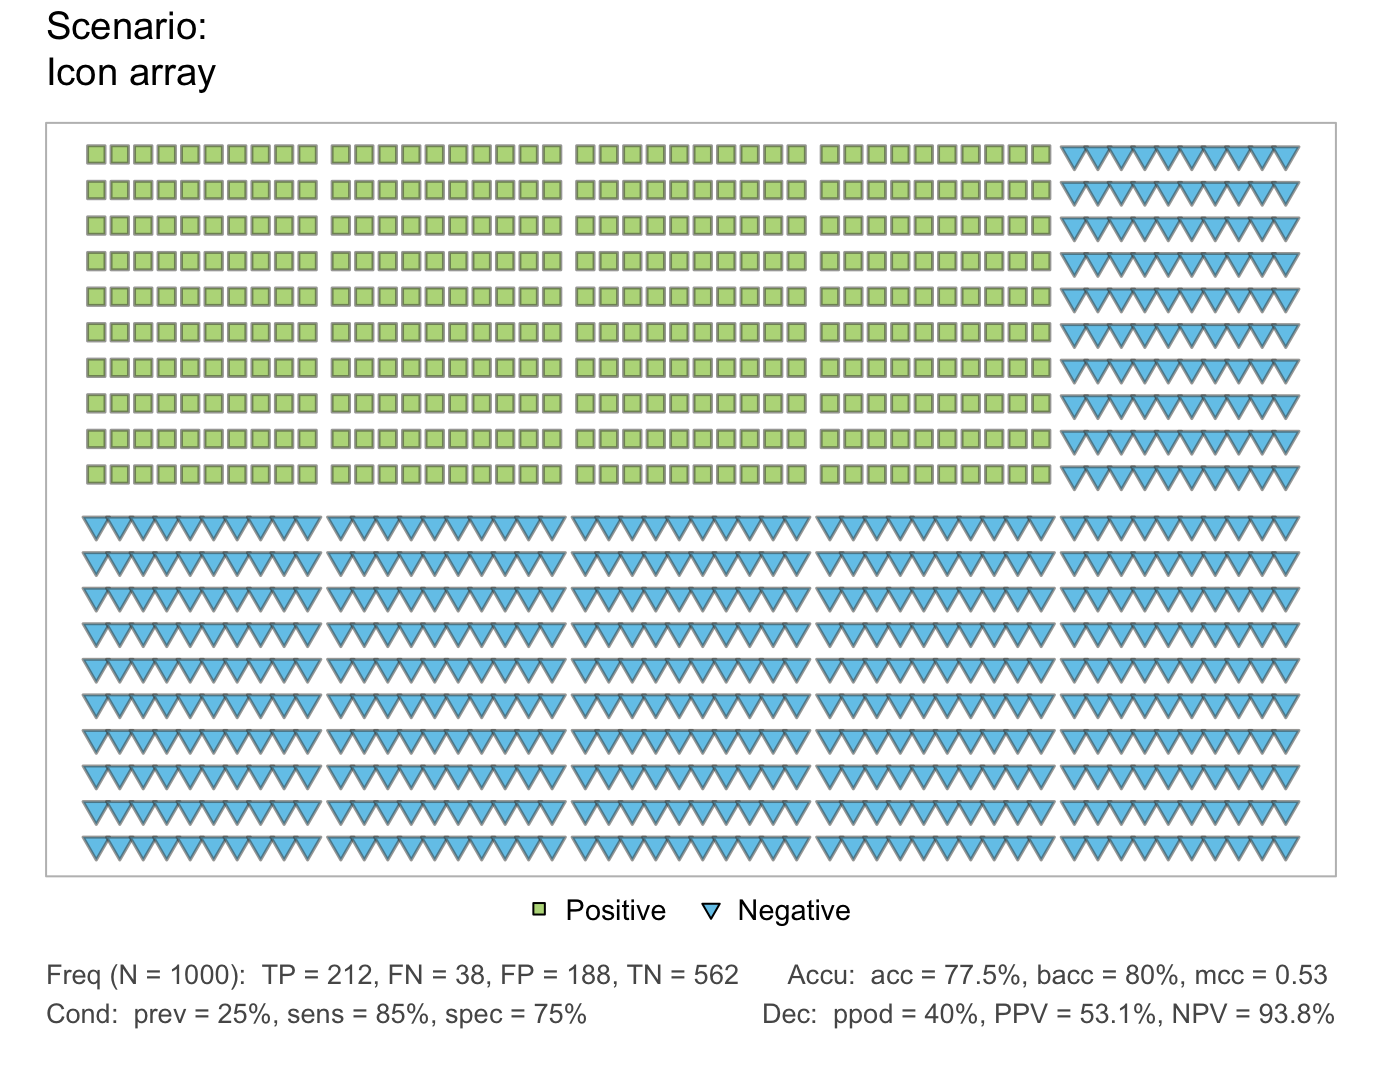 Scenario:
Icon array
Positive Negative
Freq (N = 1000): TP = 212, FN = 38, FP = 188, TN = 562 Accu: acc = 77.5%, bacc = 80%, mcc = 0.53
Cond: prev = 25%, sens = 85%, spec = 75% Dec: ppod = 40%, PPV = 53.1%, NPV = 93.8%